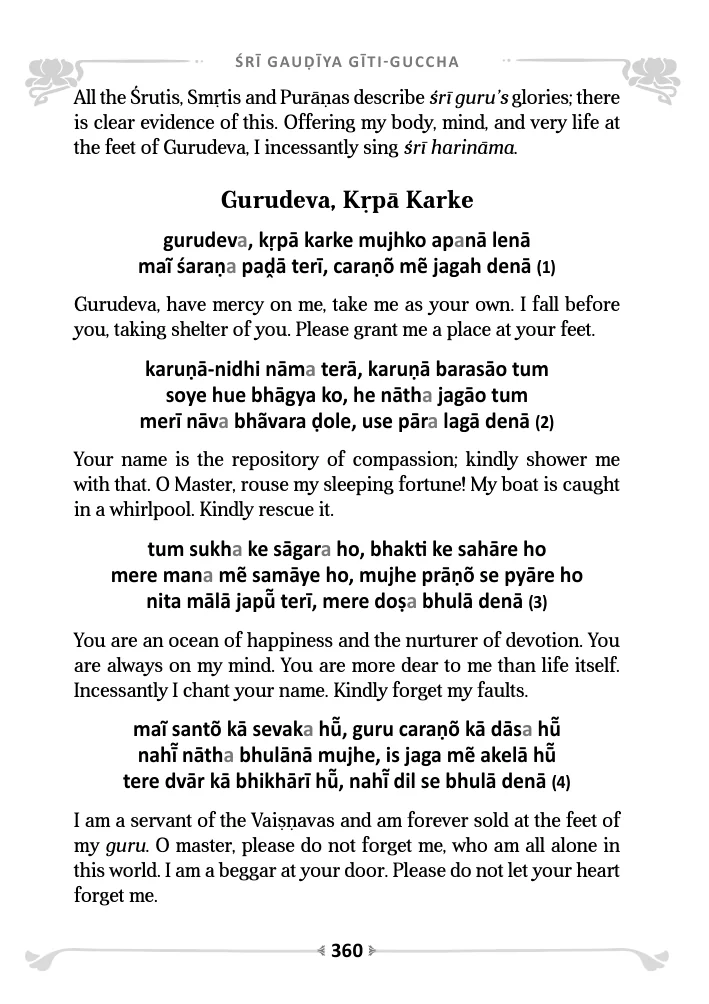 ŚRĪ GAUḌĪYA GĪTI-GUCCHA
All the Śrutis, Smṛtis and Purāṇas describe śrī guru’s glories; there
is clear evidence of this. Offering my body, mind, and very life at
the feet of Gurudeva, I incessantly sing śrī harināma.
Gurudeva, Kṛpā Karke
gurudeva, kṛpā karke mujhko apanā lenā
maĩ śaraṇa paḓā terī, caraṇõ mẽ jagah denā (1)
Gurudeva, have mercy on me, take me as your own. I fall before
you, taking shelter of you. Please grant me a place at your feet.
karuṇā-nidhi nāma terā, karuṇā barasāo tum
soye hue bhāgya ko, he nātha jagāo tum
merī nāva bhãvara ḍole, use pāra lagā denā (2)
Your name is the repository of compassion; kindly shower me
with that. O Master, rouse my sleeping fortune! My boat is caught
in a whirlpool. Kindly rescue it.
tum sukha ke sāgara ho, bhakti ke sahāre ho
mere mana mẽ samāye ho, mujhe prāṇõ se pyāre ho
nita mālā japū̃ terī, mere doṣa bhulā denā (3)
You are an ocean of happiness and the nurturer of devotion. You
are always on my mind. You are more dear to me than life itself.
Incessantly I chant your name. Kindly forget my faults.
maĩ santõ kā sevaka hū̃, guru caraṇõ kā dāsa hū̃
nahī̃ nātha bhulānā mujhe, is jaga mẽ akelā hū̃
tere dvār kā bhikhārī hū̃, nahī̃ dil se bhulā denā (4)
I am a servant of the Vaiṣṇavas and am forever sold at the feet of
my guru. O master, please do not forget me, who am all alone in
this world. I am a beggar at your door. Please do not let your heart
forget me.
360